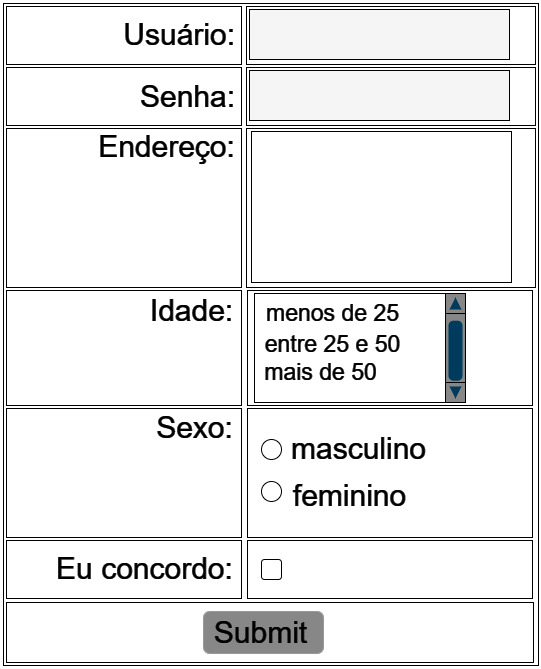 Usuário:
Senha:
Endereço:
Idade:
menos de 25
entre 25 e 50
mais de 50
Sexo:
masculino
feminino
Eu concordo:
Submit